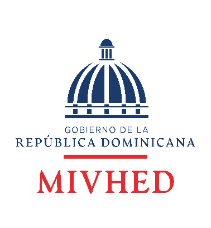 GOBIERNO DE LA
REPÚBLICA DOMINICANA
MIVHED